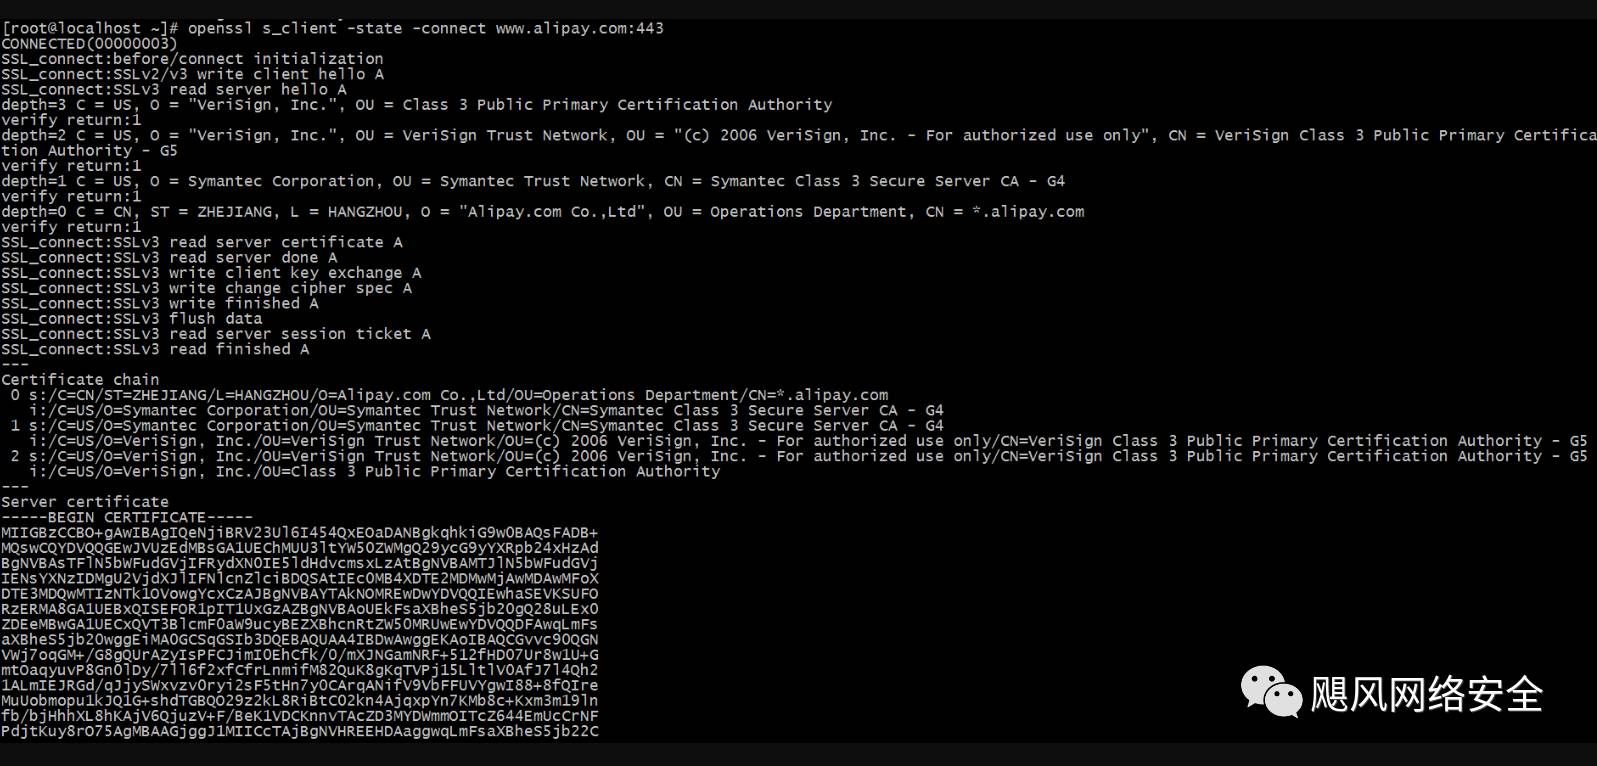 [root@localhost ~]# openssl s_client -state -connect www.alipay.com:443
CONNECTED(00000003)
SSL_connect:before/connect initialization
SSL_connect:SSLv2/v3 write client hello A
SSL_connect:SSLv3 read server hello A
depth=3 C = US, O = "VeriSign, Inc.", OU = Class 3 Public Primary Certification Authority
verify return:1
depth=2 C = US, O = "VeriSign, Inc.", OU = VeriSign Trust Network, OU = "(c) 2006 VeriSign, Inc. - For authorized use only", CN = VeriSign Class 3 Public Primary Certifica
tion Authority - G5
verify return:1
depth=1 C = US, O = Symantec Corporation, OU = Symantec Trust Network, CN = Symantec Class 3 Secure Server CA - G4
verify return:1
depth=0 C = CN, ST = ZHEJIANG, L = HANGZHOU, O = "Alipay.com Co.,Ltd", OU = Operations Department, CN = *.alipay.com
verify return:1
SSL_connect:SSLv3 read server certificate A
SSL_connect:SSLv3 read server done A
SSL_connect:SSLv3 write client key exchange A
SSL_connect:SSLv3 write change cipher spec A
SSL_connect:SSLv3 write finished A
SSL_connect:SSLv3 flush data
SSL_connect:SSLv3 read server session ticket A
SSL_connect:SSLv3 read finished A
---
Certificate chain
 0 s:/C=CN/ST=ZHEJIANG/L=HANGZHOU/O=Alipay.com Co.,Ltd/OU=Operations Department/CN=*.alipay.com
   i:/C=US/O=Symantec Corporation/OU=Symantec Trust Network/CN=Symantec Class 3 Secure Server CA - G4
 1 s:/C=US/O=Symantec Corporation/OU=Symantec Trust Network/CN=Symantec Class 3 Secure Server CA - G4
   i:/C=US/O=VeriSign, Inc./OU=VeriSign Trust Network/OU=(c) 2006 VeriSign, Inc. - For authorized use only/CN=VeriSign Class 3 Public Primary Certification Authority - G5
 2 s:/C=US/O=VeriSign, Inc./OU=VeriSign Trust Network/OU=(c) 2006 VeriSign, Inc. - For authorized use only/CN=VeriSign Class 3 Public Primary Certification Authority - G5
   i:/C=US/O=VeriSign, Inc./OU=Class 3 Public Primary Certification Authority
---
Server certificate
-----BEGIN CERTIFICATE-----
MIIGBzCCBO+gAwIBAgIQeNjiBRV23Ul6I454QxEOaDANBgkqhkiG9w0BAQsFADB+
MQswCQYDVQQGEwJVUzEdMBsGA1UEChMUU3ltYW50ZWMgQ29ycG9yYXRpb24xHzAd
BgNVBAsTFlN5bWFudGVjIFRydXN0IE5ldHdvcmsxLzAtBgNVBAMTJlN5bWFudGVj
IENsYXNzIDMgU2VjdXJlIFNlcnZlciBDQSAtIEc0MB4XDTE2MDMwMjAwMDAwMFoX
DTE3MDQwMTIzNTk1OVowgYcxCzAJBgNVBAYTAkNOMREwDwYDVQQIEwhaSEVKSUFO
RzERMA8GA1UEBxQISEFOR1pIT1UxGzAZBgNVBAoUEkFsaXBheS5jb20gQ28uLEx0
ZDEeMBwGA1UECxQVT3BlcmF0aW9ucyBEZXBhcnRtZW50MRUwEwYDVQQDFAwqLmFs
aXBheS5jb20wggEiMA0GCSqGSIb3DQEBAQUAA4IBDwAwggEKAoIBAQCGvvc90QGN
VWj7oqGM+/G8gQUrAZyIsPFCJimI0EhCfk/0/mXJNGamNRF+512fHD07Ur8w1U+G
mtOaqyuvP8Gn0lDy/7ll6f2xfCfrLnmifM82QuK8gKqTVPj15LltlV0AfJ7l4Qh2
1ALmIEJRGd/qJjySWxvzv0ryi2sF5tHn7yOCArqANifV9VbFFUVYgwI88+8fQIre
MuUobmopu1kJQ1G+shdTGBQO29z2kL8RiBtC02kn4AjqxpYn7KMb8c+Kxm3m19ln
fb/bjHhhXL8hKAjV6QjuzV+F/BeK1VDCKnnvTAcZD3MYDWmmOITcZ644EmUcCrNF
PdjtKuy8rO75AgMBAAGjggJ1MIICcTAjBgNVHREEHDAaggwqLmFsaXBheS5jb22C
飓风网络安全